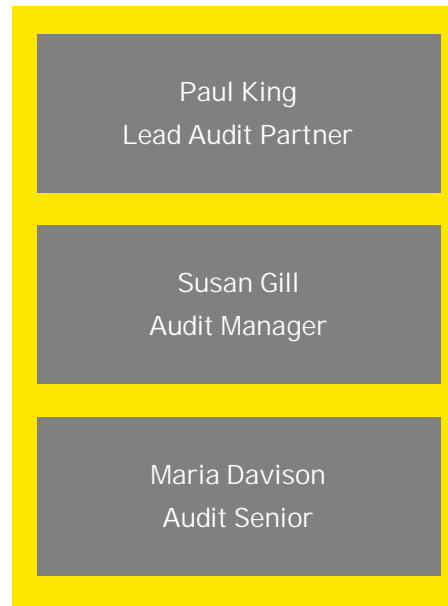 Paul King
Lead Audit Partner
Susan Gill
Audit Manager
Maria Davison
Audit Senior